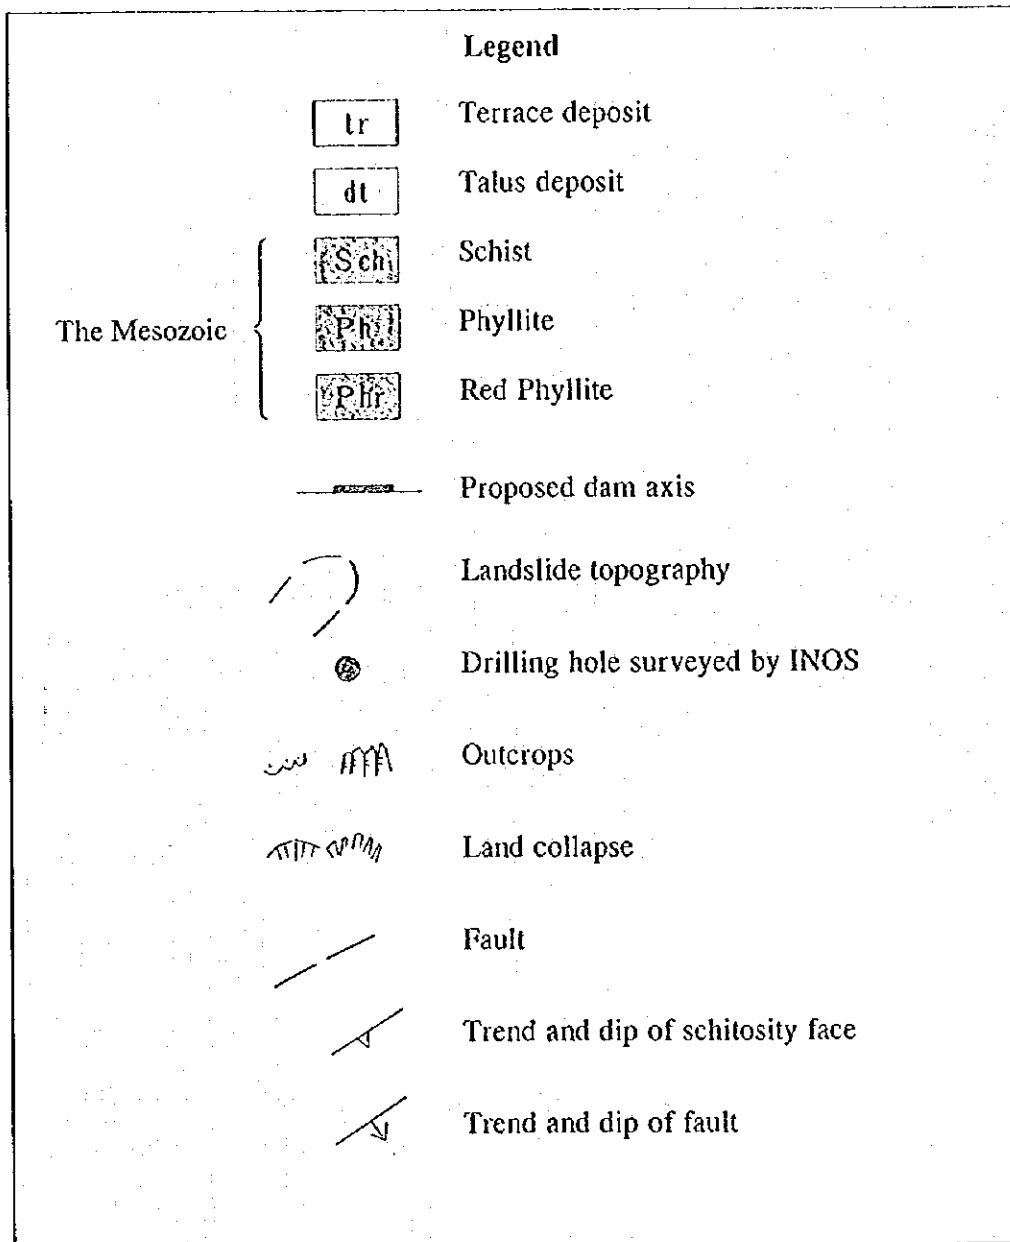 Legend
tr Terrace deposit
dt Talus deposit
Sch Schist
The Mesozoic Ph Phyllite
Phr Red Phyllite
Proposed dam axis
Landslide topography
Drilling hole surveyed by INOS
Outcrops
Land collapse
Fault
Trend and dip of schitosity face
Trend and dip of fault